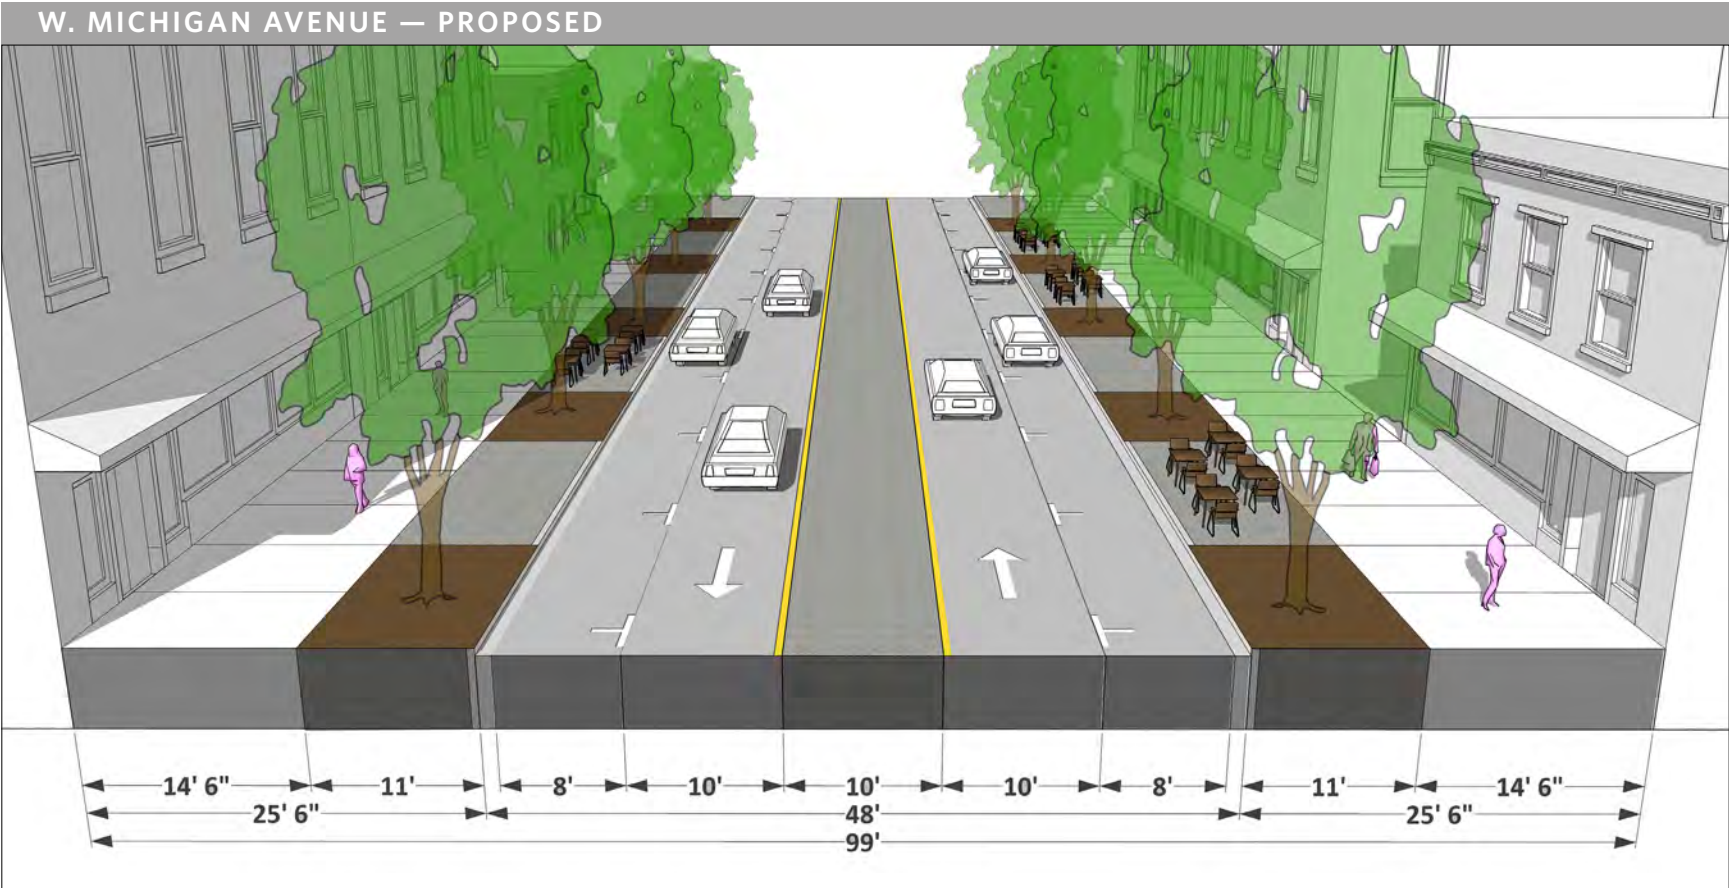 W. MICHIGAN AVENUE — PROPOSED
14' 6" 11' 8' 10' 10' 10' 8' 11' 14' 6"
25' 6" 48' 25' 6"
99'